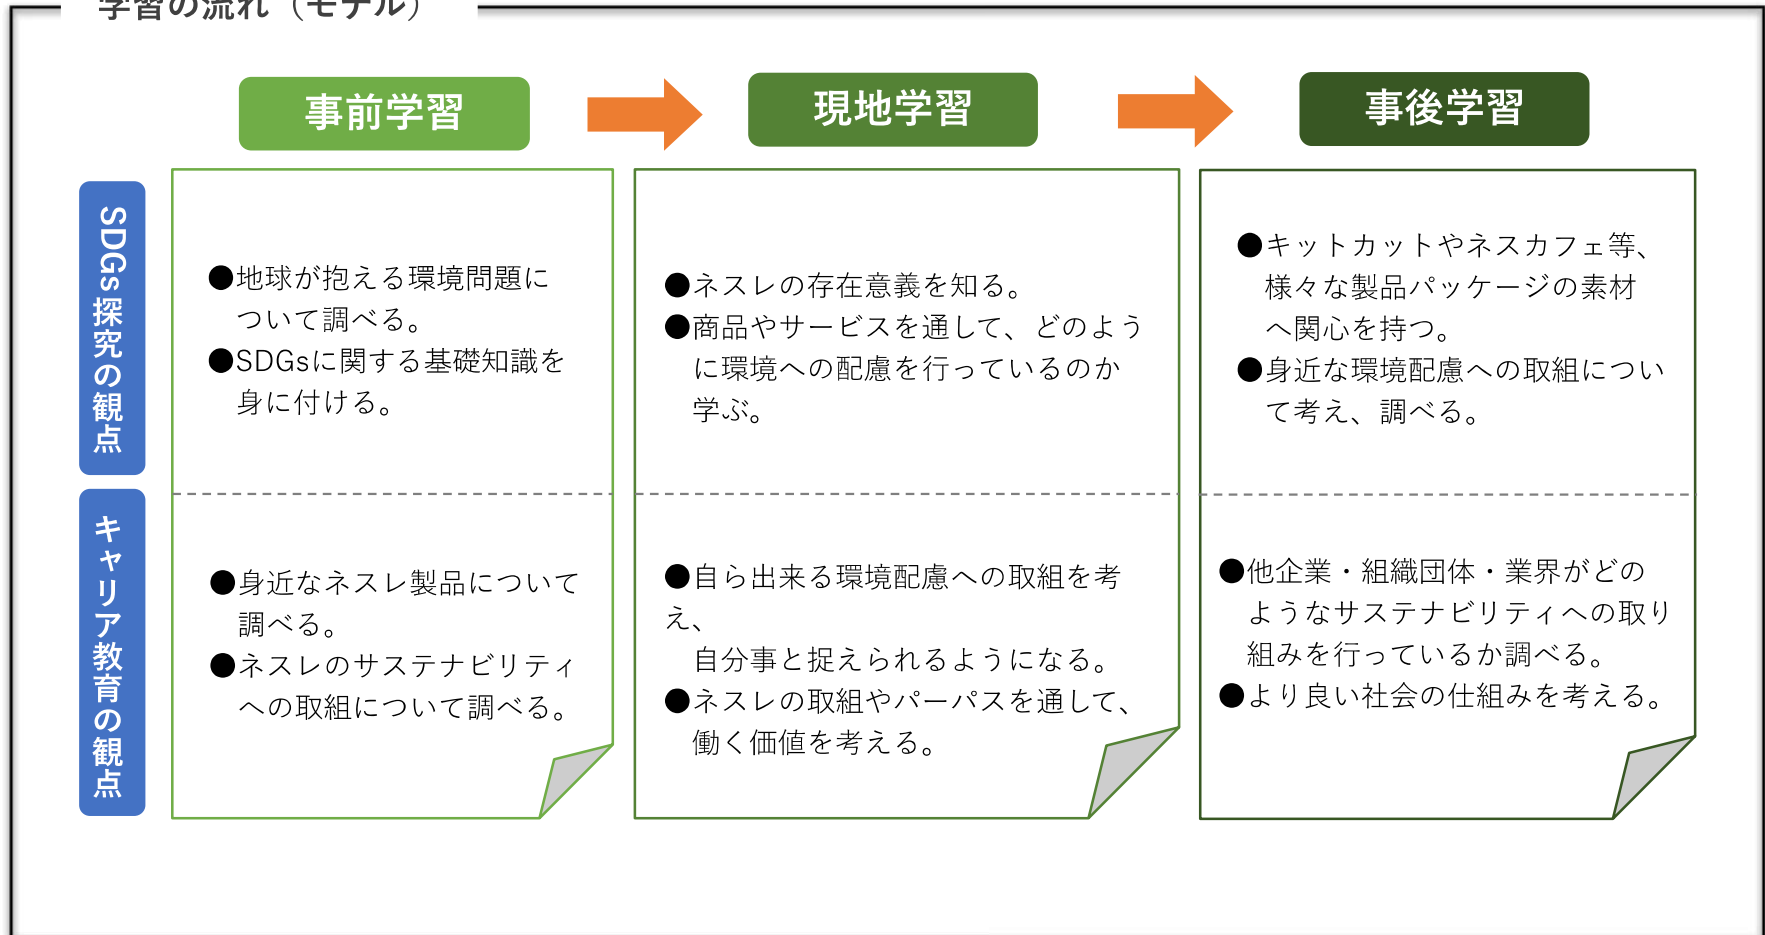 学習の流れ（モデル）
事前学習
現地学習
事後学習
SDGs探究の観点
●地球が抱える環境問題に
ついて調べる。
●SDGsに関する基礎知識を
身に付ける。
●ネスレの存在意義を知る。
●商品やサービスを通して、どのよう
に環境への配慮を行っているのか
学ぶ。
●キットカットやネスカフェ等、
様々な製品パッケージの素材
へ関心を持つ。
●身近な環境配慮への取組につい
て考え、調べる。
キャリア教育の観点
●身近なネスレ製品について
調べる。
●ネスレのサステナビリティ
への取組について調べる。
●自ら出来る環境配慮への取組を考
え、
自分事と捉えられるようになる。
●ネスレの取組やパーパスを通して、
働く価値を考える。
●他企業・組織団体・業界がどの
ようなサステナビリティへの取り
組みを行っているか調べる。
●より良い社会の仕組みを考える。